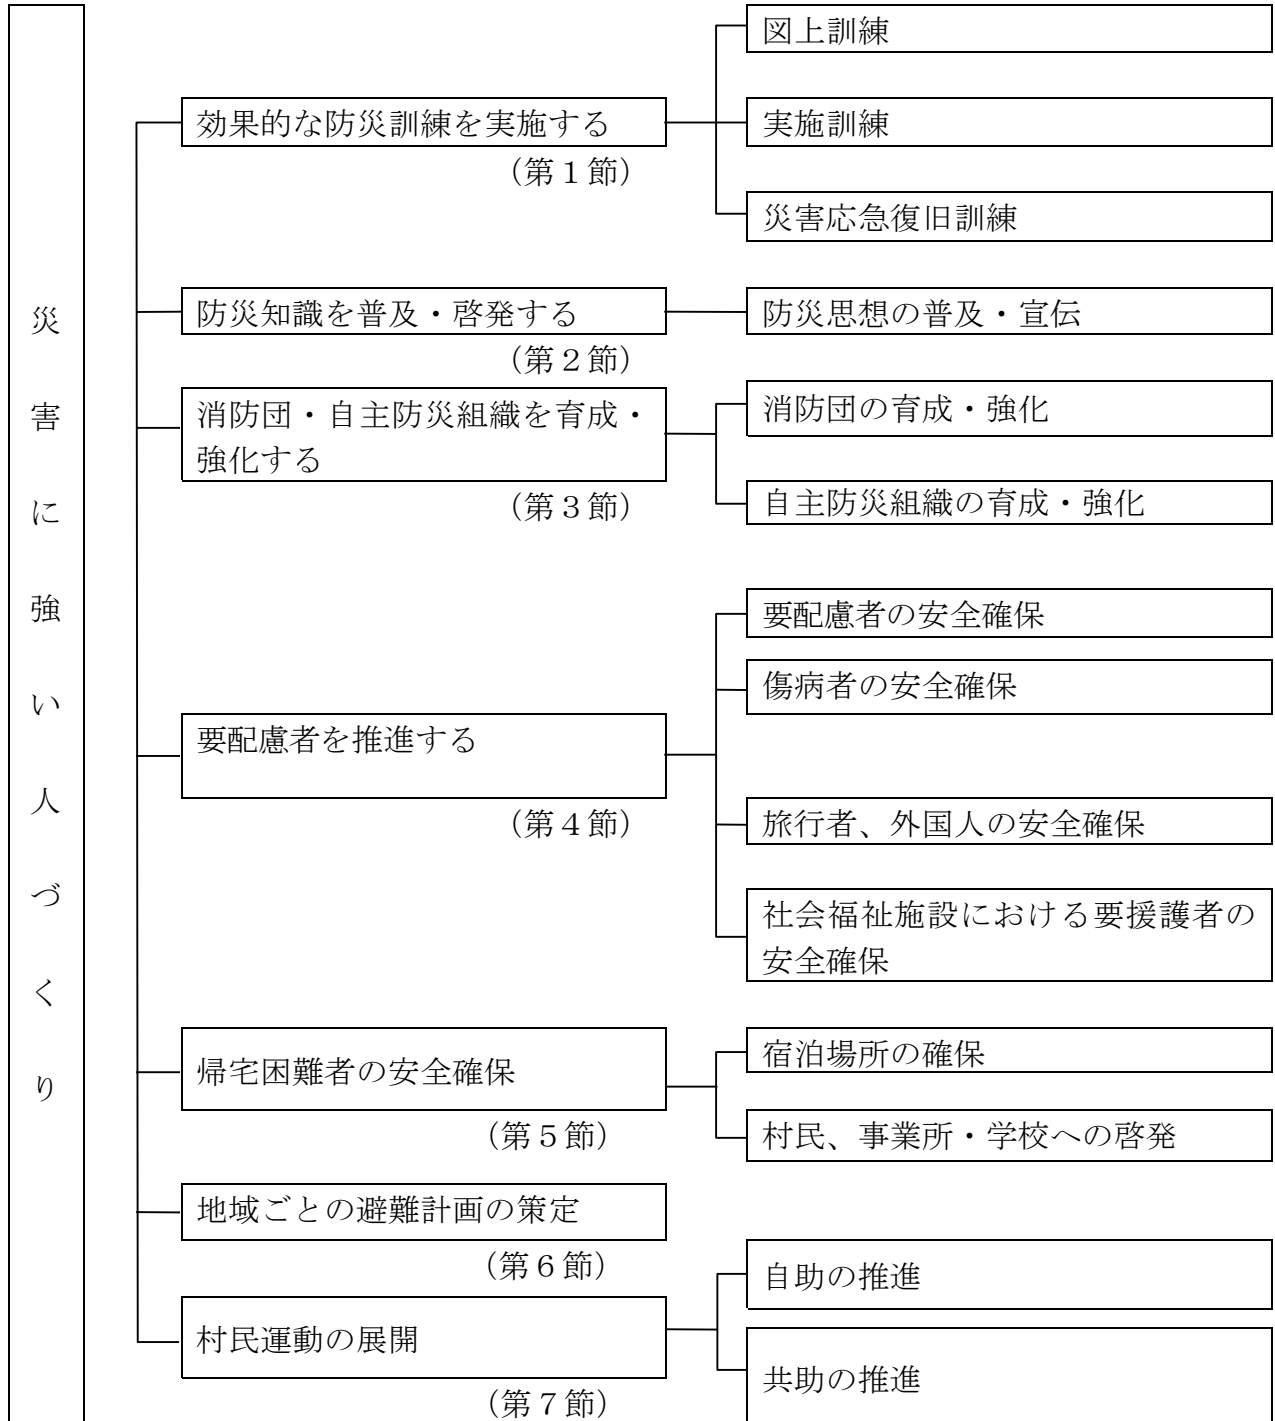 災害に強い人づくり
効果的な防災訓練を実施する
（第１節）
図上訓練
実施訓練
災害応急復旧訓練
防災知識を普及・啓発する
（第２節）
防災思想の普及・宣伝
消防団・自主防災組織を育成・
強化する
（第３節）
消防団の育成・強化
自主防災組織の育成・強化
要配慮者を推進する
（第４節）
要配慮者の安全確保
傷病者の安全確保
旅行者、外国人の安全確保
社会福祉施設における要援護者の
安全確保
帰宅困難者の安全確保
（第５節）
宿泊場所の確保
村民、事業所・学校への啓発
地域ごとの避難計画の策定
（第６節）
村民運動の展開
（第７節）
自助の推進
共助の推進